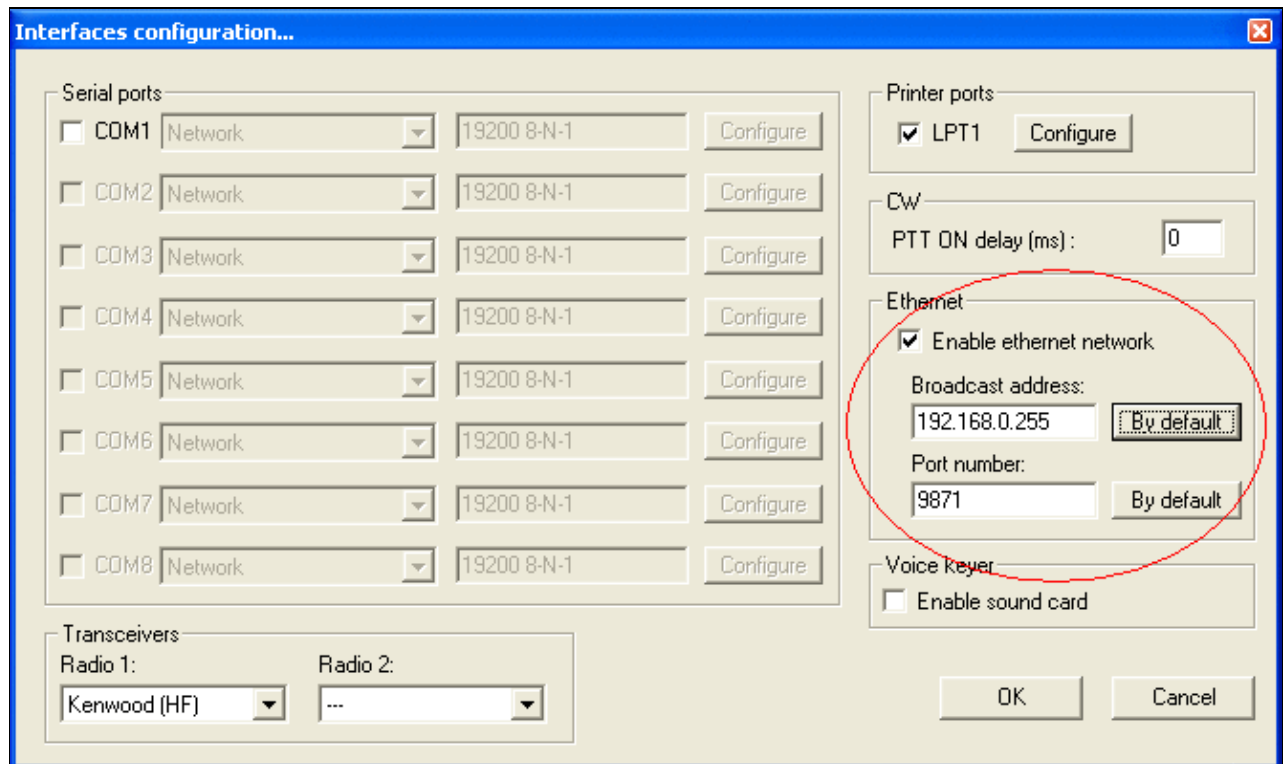 Interfaces configuration...
Serial ports
COM1 Network 19200 8-N-1 Configure
COM2 Network 19200 8-N-1 Configure
COM3 Network 19200 8-N-1 Configure
COM4 Network 19200 8-N-1 Configure
COM5 Network 19200 8-N-1 Configure
COM6 Network 19200 8-N-1 Configure
COM7 Network 19200 8-N-1 Configure
COM8 Network 19200 8-N-1 Configure
Transceivers
Radio 1: Radio 2:
Kenwood (HF) ---
Printer ports
LPT1 Configure
CW
PTT ON delay (ms) : 0
Ethernet
Enable ethernet network
Broadcast address:
192.168.0.255 By default
Port number:
9871 By default
Voice keyer
Enable sound card
OK Cancel